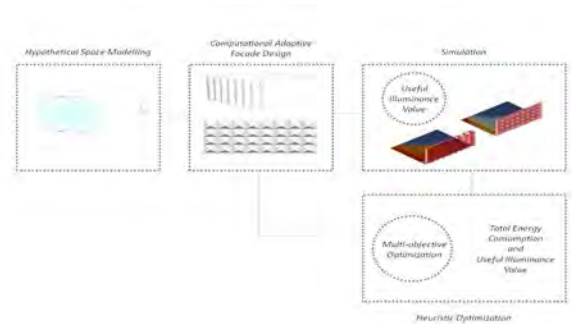 Hypothetical Space Modelling
Computational Adaptive
Facade Design
Simulation
Useful
Illuminance
Value
Multi-objective
Optimization
Total Energy
Consumption
and
Useful Illuminance
Value
Heuristic Optimization